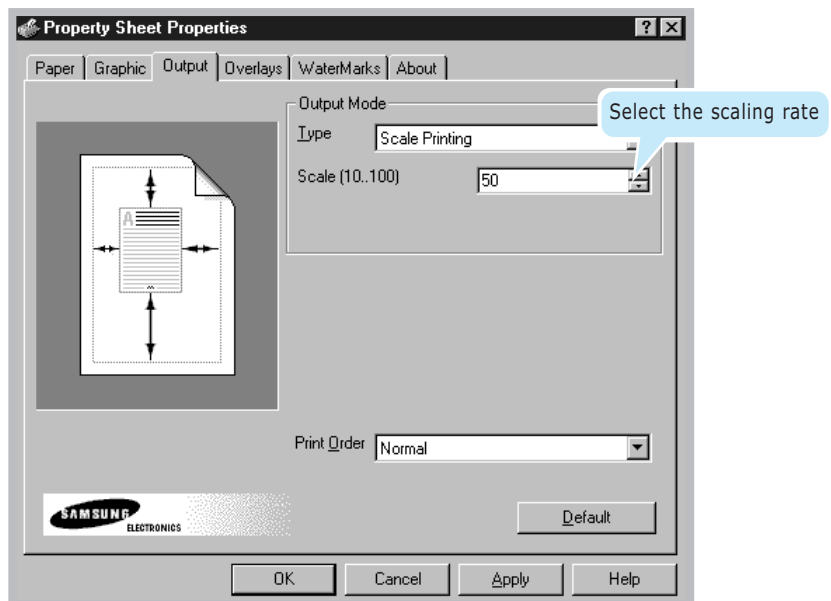 Property Sheet Properties
Paper Graphic Output Overlays WaterMarks About
Output Mode
Select the scaling rate
Type Scale Printing
Scale (10..100) 50
A
Print Order Normal
SAMSUNG
ELECTRONICS
Default
OK Cancel Apply Help